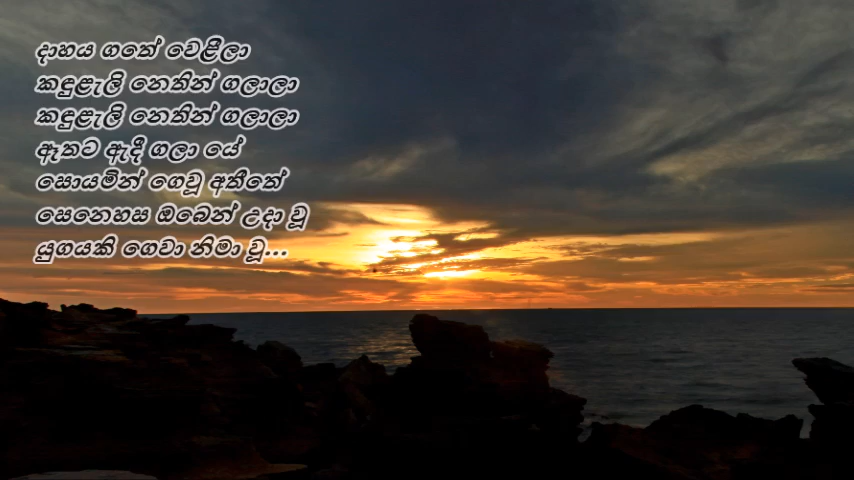 දාහය ගතේ වෙළීලා
කඳුළැලි නෙතින් ගලාලා
කඳුළැලි නෙතින් ගලාලා
ඈතට ඇදී ගලා යේ
සොයමින් ගෙවූ අතීතේ
සෙනෙහස ඔබෙන් උදා වූ
යුගයකි ගෙවා නිමා වූ...